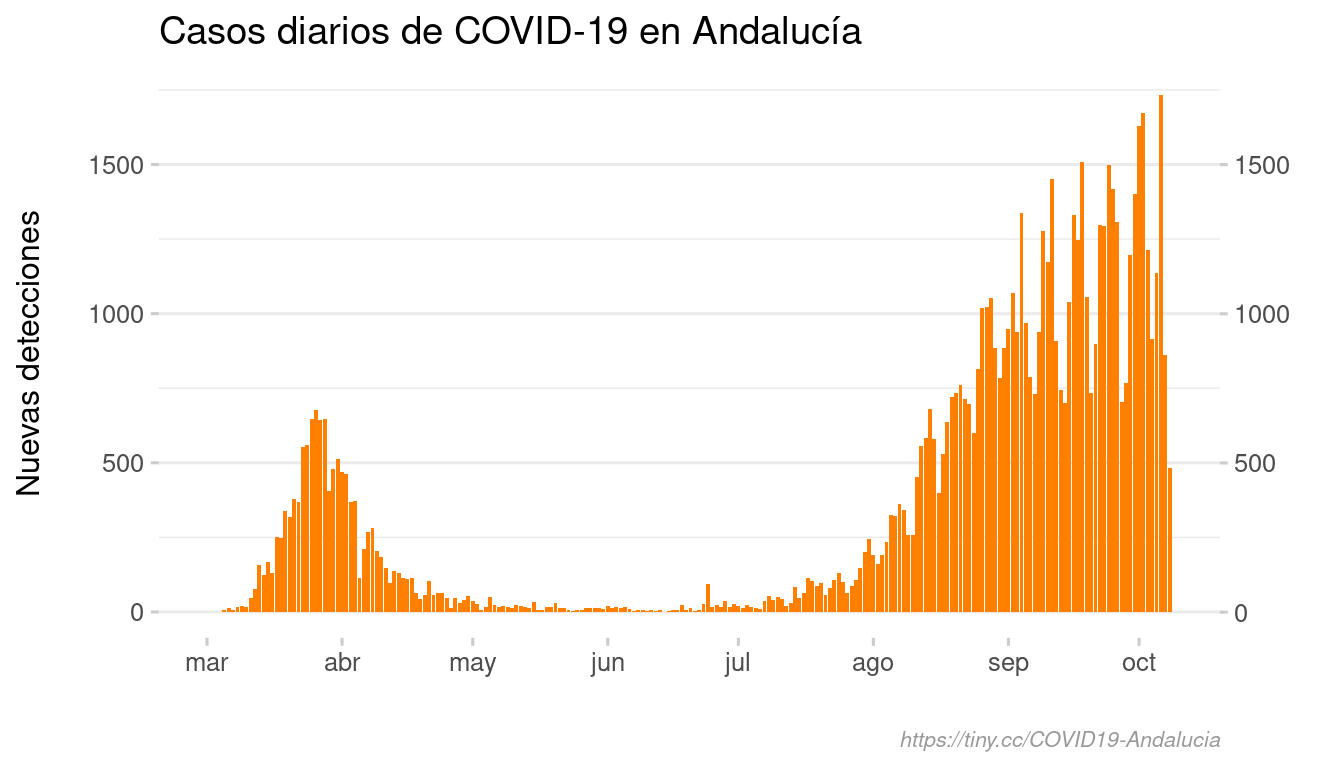 Casos diarios de COVID-19 en Andalucía
Nuevas detecciones
1500
1000
500
0
1500
1000
500
0
mar abr may jun jul ago sep oct
https://tiny.cc/COVID19-Andalucia